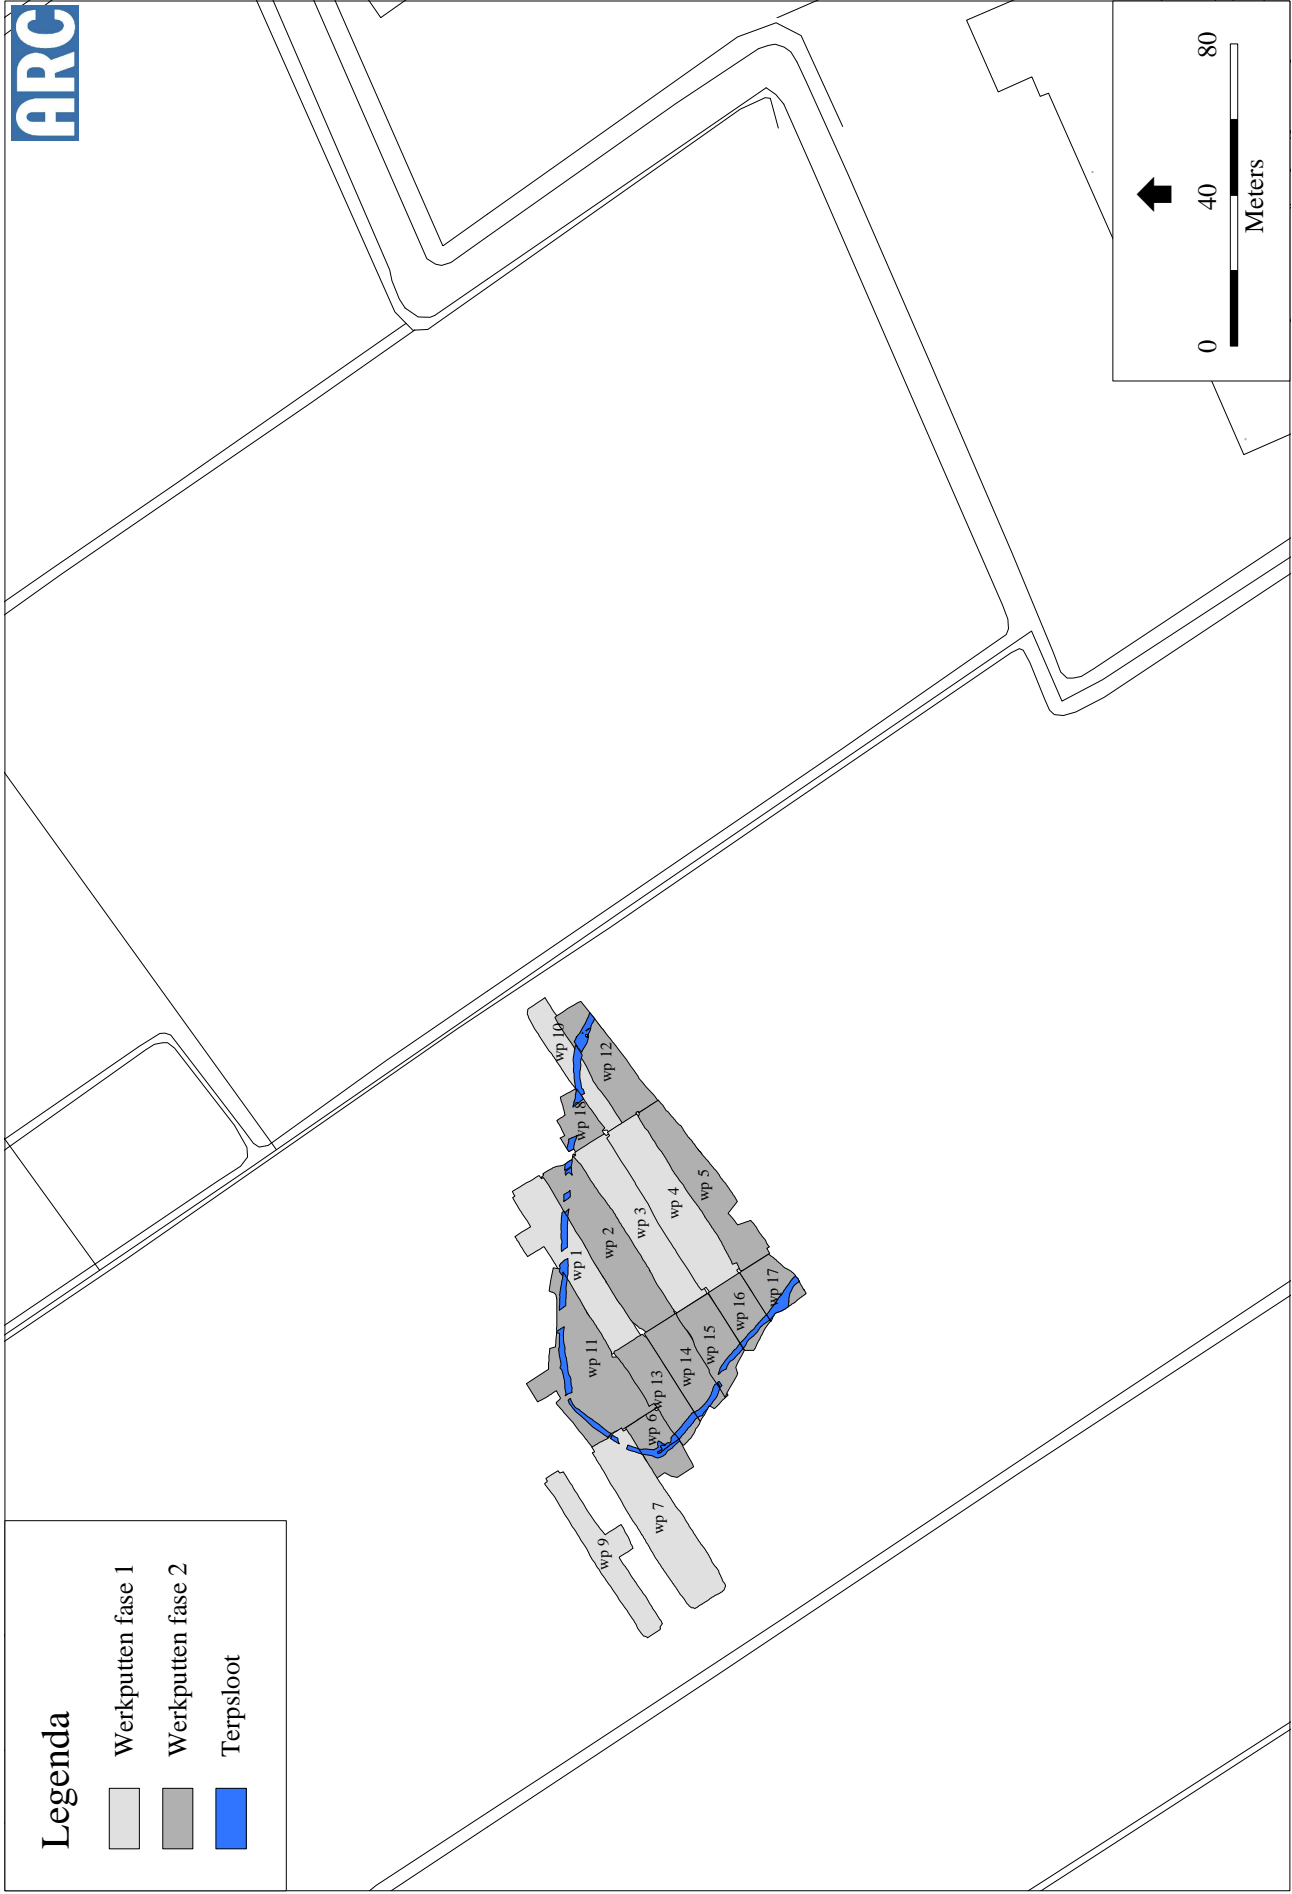 ARC
Legenda
Werkputten fase 1
Werkputten fase 2
Terpsloot
wp 9
wp 7
wp 6
wp 11
wp 13
wp 14
wp 15
wp 16
wp 17
wp 1
wp 2
wp 3
wp 4
wp 5
wp 18
wp 10
wp 12
0
40
80
Meters